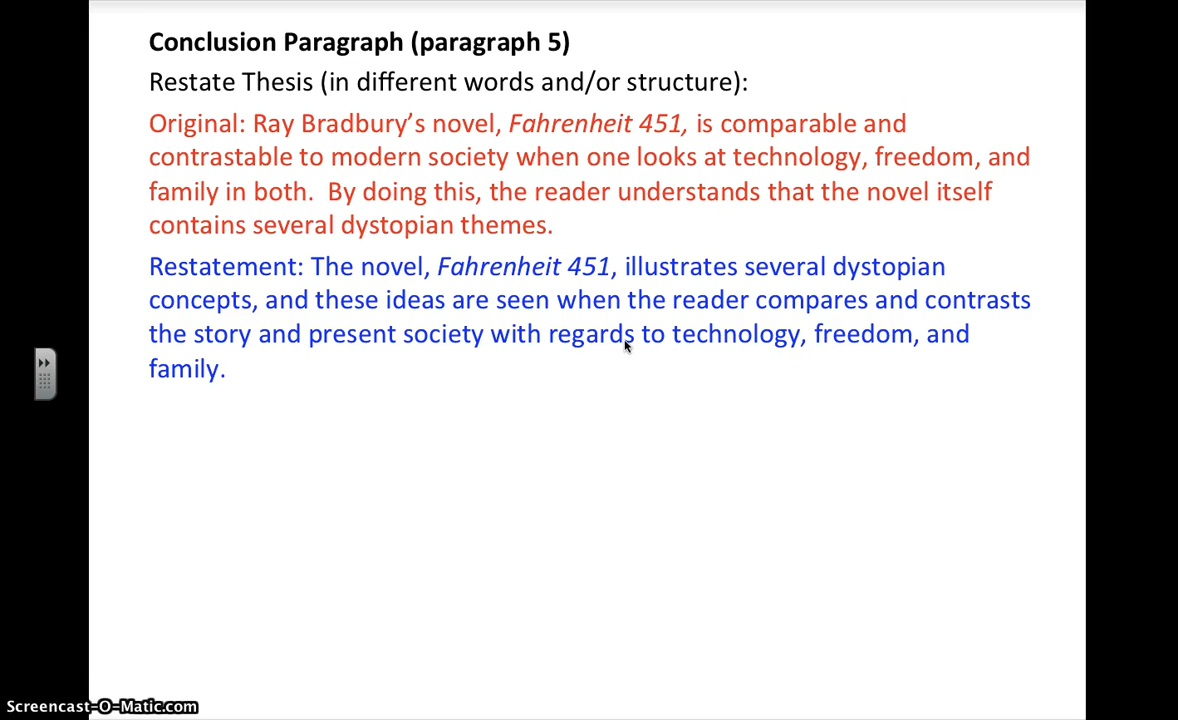 Conclusion Paragraph (paragraph 5)
Restate Thesis (in different words and/or structure):
Original: Ray Bradbury’s novel, Fahrenheit 451, is comparable and
contrastable to modern society when one looks at technology, freedom, and
family in both.  By doing this, the reader understands that the novel itself
contains several dystopian themes.
Restatement: The novel, Fahrenheit 451, illustrates several dystopian
concepts, and these ideas are seen when the reader compares and contrasts
the story and present society with regards to technology, freedom, and
family.
Screencast-O-Matic.com